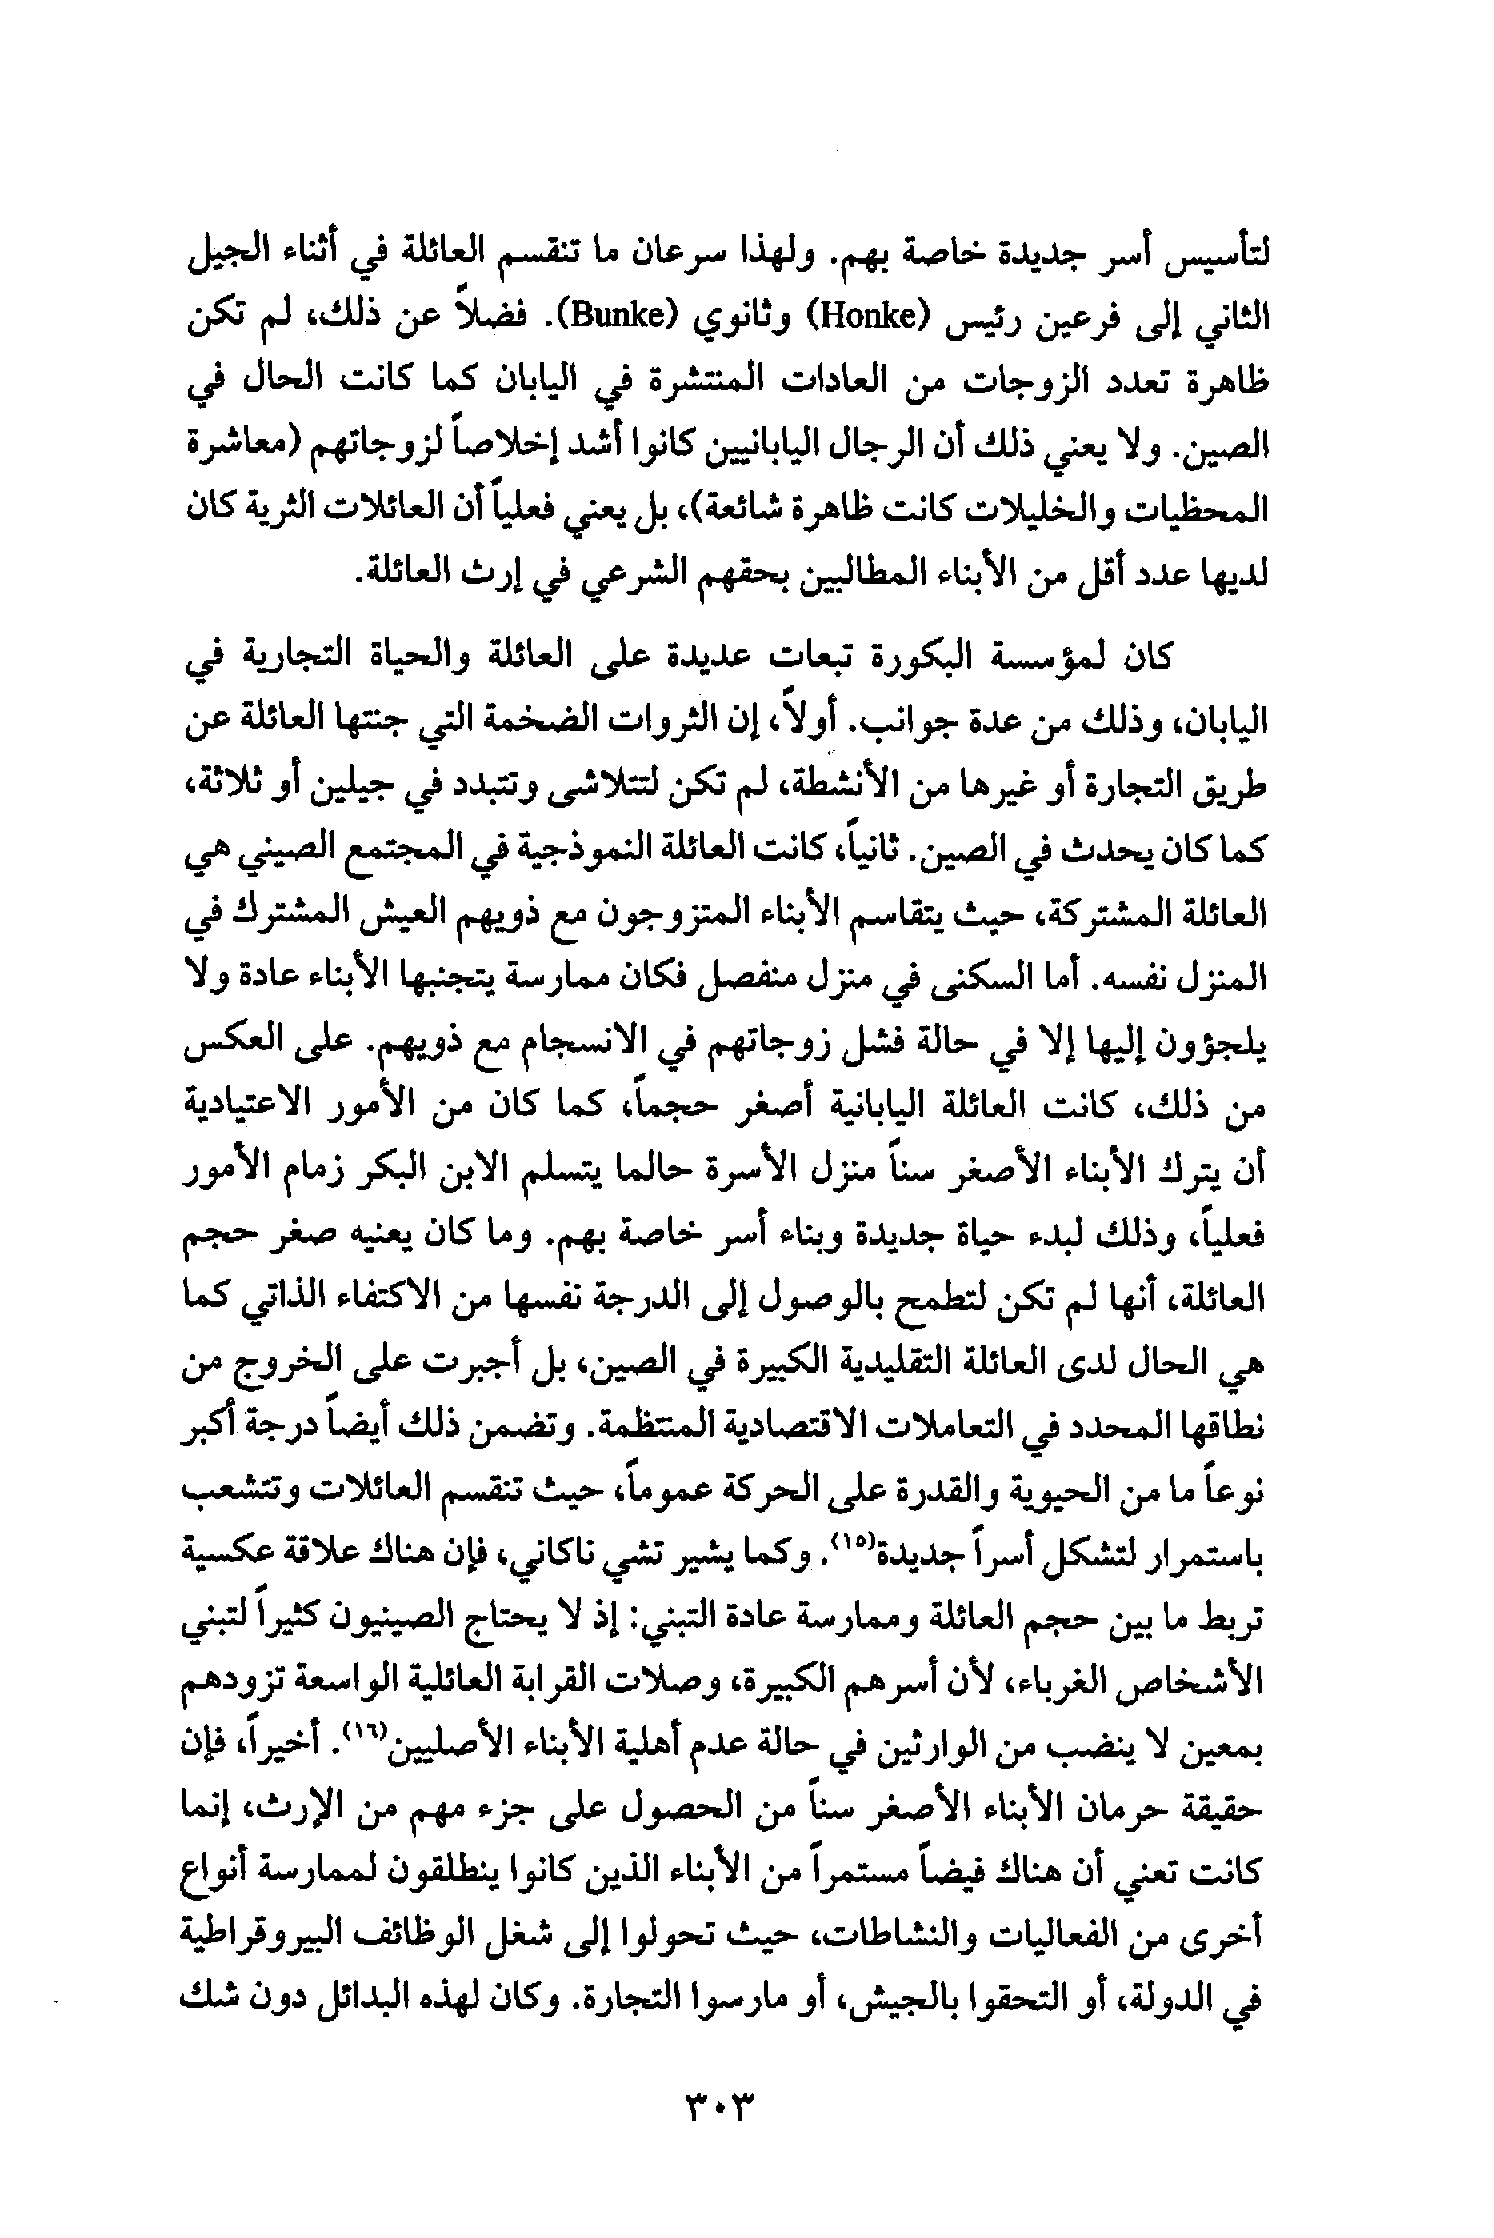 لتأسيس أسر جديدة خاصة بهم. ولهذا سرعان ما تنقسم العائلة في أثناء الجيل
الثاني إلى فرعين رئيس (Honke) وثانوي (Bunke). فضلاً عن ذلك، لم تكن
ظاهرة تعدد الزوجات من العادات المنتشرة في اليابان كما كانت الحال في
الصين. ولا يعني ذلك أن الرجال اليابانيين كانوا أشد إخلاصاً لزوجاتهم (معاشرة
المحظيات والخليلات كانت ظاهرة شائعة)، بل يعني فعلياً أن العائلات الثرية كان
لديها عدد أقل من الأبناء المطالبين بحقهم الشرعي في إرث العائلة.
كان لمؤسسة البكورة تبعات عديدة على العائلة والحياة التجارية في
اليابان، وذلك من عدة جوانب. أولاً، إن الثروات الضخمة التي جنتها العائلة عن
طريق التجارة أو غيرها من الأنشطة، لم تكن لتتلاشى وتتبدد في جيلين أو ثلاثة،
كما كان يحدث في الصين. ثانياً، كانت العائلة النموذجية في المجتمع الصيني هي
العائلة المشتركة، حيث يتقاسم الأبناء المتزوجون مع ذويهم العيش المشترك في
المنزل نفسه. أما السكنى في منزل منفصل فكان ممارسة يتجنبها الأبناء عادة ولا
يلجؤون إليها إلا في حالة فشل زوجاتهم في الانسجام مع ذويهم. على العكس
من ذلك، كانت العائلة اليابانية أصغر حجماً، كما كان من الأمور الاعتيادية
أن يترك الأبناء الأصغر سناً منزل الأسرة حالما يتسلم الابن البكر زمام الأمور
فعلياً، وذلك لبدء حياة جديدة وبناء أسر خاصة بهم. وما كان يعنيه صغر حجم
العائلة، أنها لم تكن لتطمح بالوصول إلى الدرجة نفسها من الاكتفاء الذاتي كما
هي الحال لدى العائلة التقليدية الكبيرة في الصين، بل أجبرت على الخروج من
نطاقها المحدد في التعاملات الاقتصادية المنتظمة. وتضمن ذلك أيضاً درجة أكبر
نوعاً ما من الحيوية والقدرة على الحركة عموماً، حيث تنقسم العائلات وتتشعب
باستمرار لتشكل أسراً جديدة(١٥). وكما يشير تشي ناكاني، فإن هناك علاقة عكسية
تربط ما بين حجم العائلة وممارسة عادة التبني: إذ لا يحتاج الصينيون كثيراً لتبني
الأشخاص الغرباء، لأن أسرهم الكبيرة، وصلات القرابة العائلية الواسعة تزودهم
بمعين لا ينضب من الوارثين في حالة عدم أهلية الأبناء الأصليين(١٦). أخيراً، فإن
حقيقة حرمان الأبناء الأصغر سناً من الحصول على جزء مهم من الإرث، إنما
كانت تعني أن هناك فيضاً مستمراً من الأبناء الذين كانوا ينطلقون لممارسة أنواع
أخرى من الفعاليات والنشاطات، حيث تحولوا إلى شغل الوظائف البيروقراطية
في الدولة، أو التحقوا بالجيش، أو مارسوا التجارة. وكان لهذه البدائل دون شك
٣٠٣